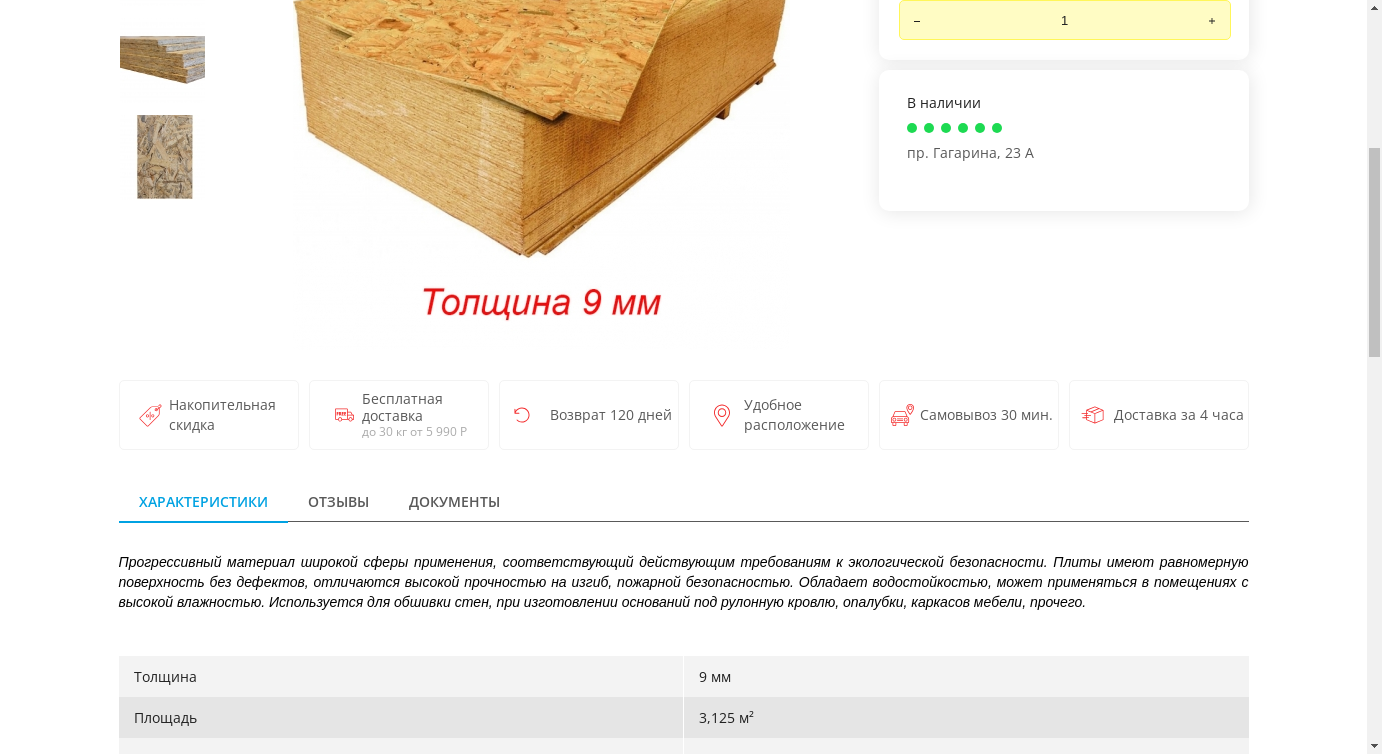 −
1
+
В наличии
пр. Гагарина, 23 А
Толщина 9 мм
Накопительная
скидка
FREE
Бесплатная
доставка
до 30 кг от 5 990 Р
Возврат 120 дней
Удобное
расположение
Самовывоз 30 мин.
Доставка за 4 часа
ХАРАКТЕРИСТИКИ ОТЗЫВЫ ДОКУМЕНТЫ
Прогрессивный материал широкой сферы применения, соответствующий действующим требованиям к экологической безопасности. Плиты имеют равномерную
поверхность без дефектов, отличаются высокой прочностью на изгиб, пожарной безопасностью. Обладает водостойкостью, может применяться в помещениях с
высокой влажностью. Используется для обшивки стен, при изготовлении оснований под рулонную кровлю, опалубки, каркасов мебели, прочего.
Толщина 9 мм
Площадь 3,125 м²